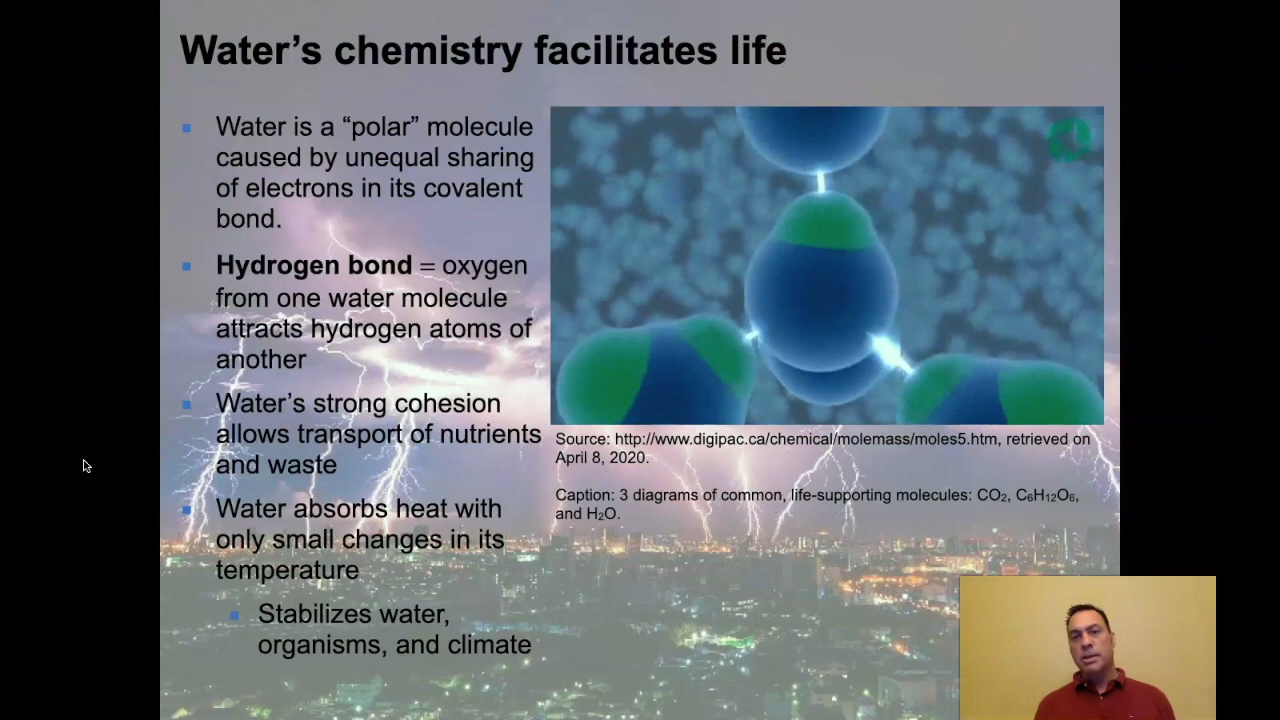 Water’s chemistry facilitates life
Water is a “polar” molecule
caused by unequal sharing
of electrons in its covalent
bond.
Hydrogen bond = oxygen
from one water molecule
attracts hydrogen atoms of
another
Water’s strong cohesion
allows transport of nutrients
and waste
Water absorbs heat with
only small changes in its
temperature
Stabilizes water,
organisms, and climate
Source: http://www.digipac.ca/chemical/molemass/moles5.htm, retrieved on
April 8, 2020.
Caption: 3 diagrams of common, life-supporting molecules: CO₂, C₆H₁₂O₆,
and H₂O.